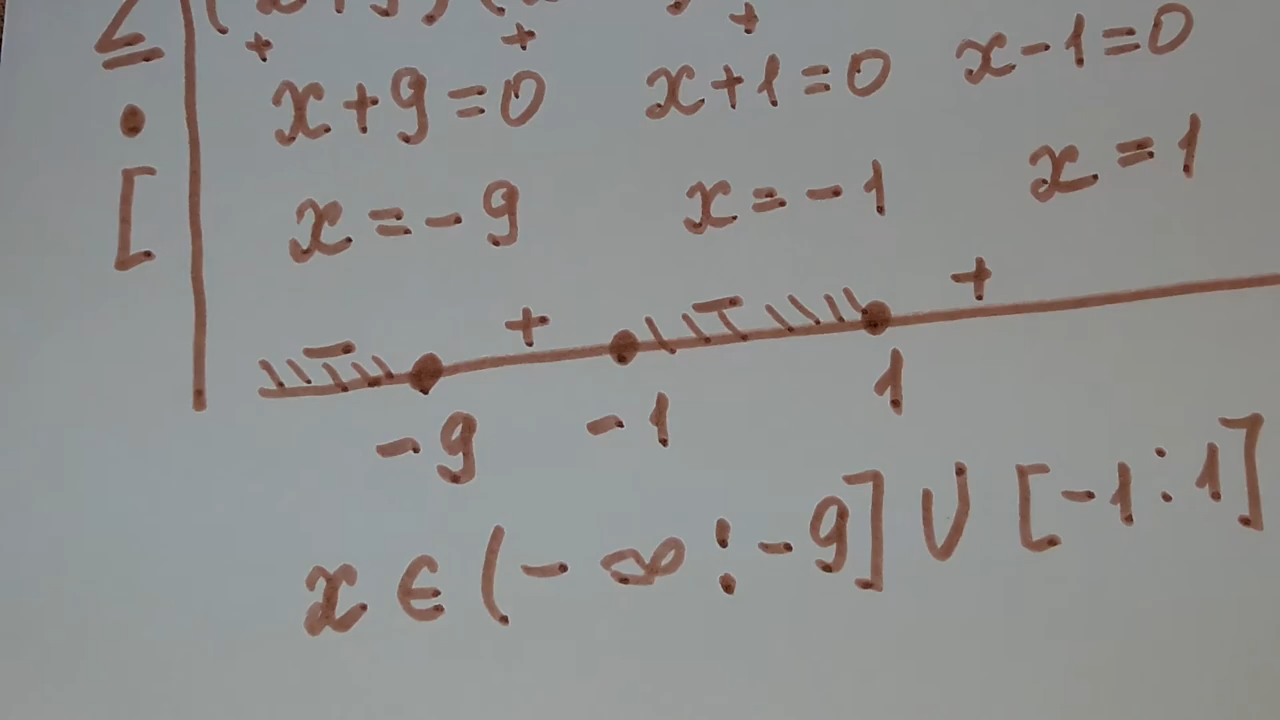 ≤
+ + +
x+9=0 x+1=0 x-1=0
•
[
x=-9 x=-1 x=1
- + - +
-9 -1 1
x∈(-∞:-9]∪[-1:1]